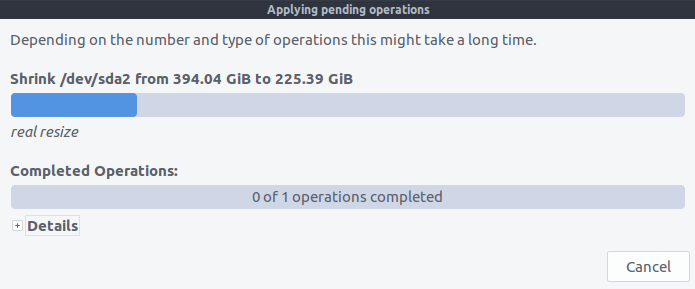 Applying pending operations
Depending on the number and type of operations this might take a long time.
Shrink /dev/sda2 from 394.04 GiB to 225.39 GiB
real resize
Completed Operations:
0 of 1 operations completed
Details
Cancel